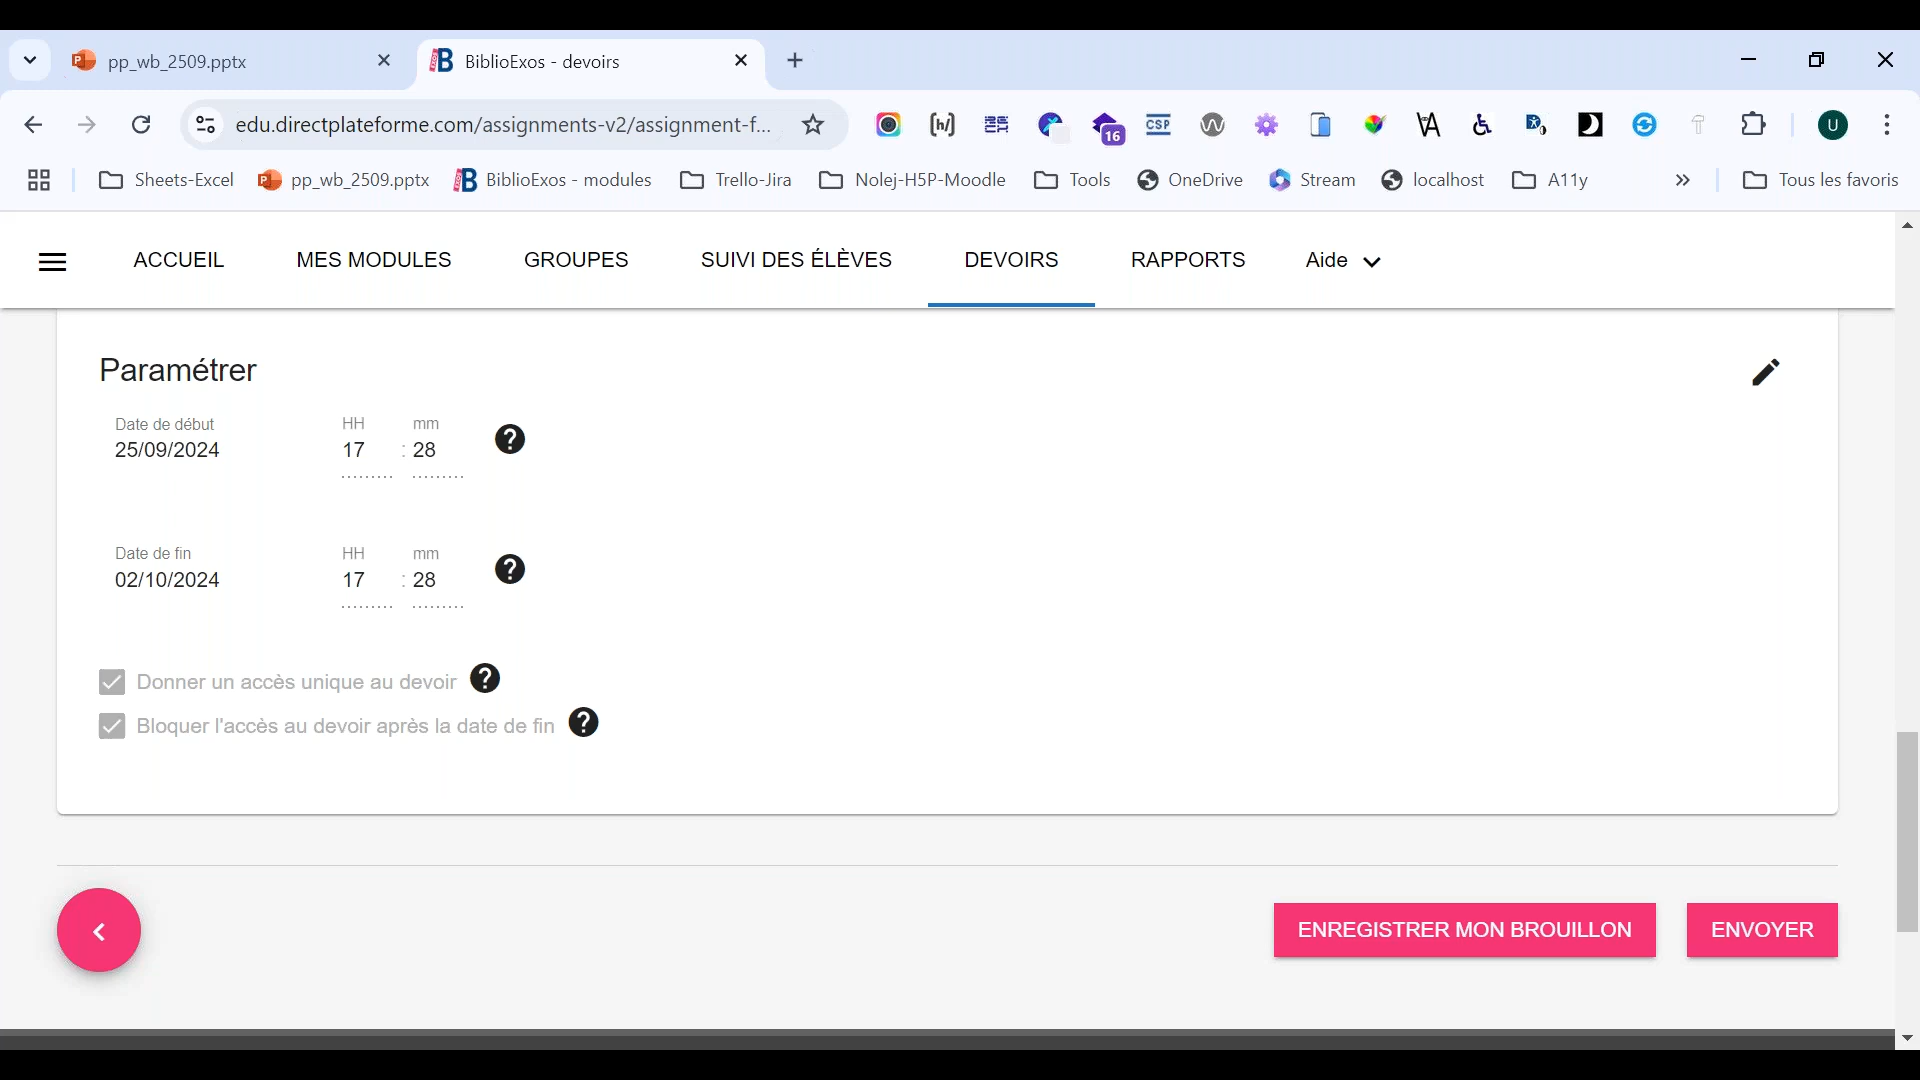 pp_wb_2509.pptx
BiblioExos - devoirs
edu.directplateforme.com/assignments-v2/assignment-f...
16
CSP
U
Sheets-Excel
pp_wb_2509.pptx
BiblioExos - modules
Trello-Jira
Nolej-H5P-Moodle
Tools
OneDrive
Stream
localhost
A11y
Tous les favoris
ACCUEIL
MES MODULES
GROUPES
SUIVI DES ÉLÈVES
DEVOIRS
RAPPORTS
Aide
Paramétrer
Date de début
HH
mm
25/09/2024
17 : 28
Date de fin
HH
mm
02/10/2024
17 : 28
Donner un accès unique au devoir
Bloquer l'accès au devoir après la date de fin
ENREGISTRER MON BROUILLON
ENVOYER